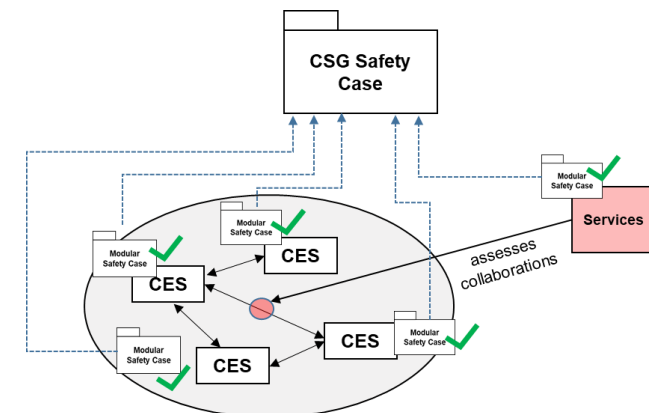 CSG Safety
Case
Modular
Safety Case
Services
Modular
Safety Case
CES
assesses
collaborations
Modular
Safety Case
CES
CES
Modular
Safety Case
Modular
Safety Case
CES